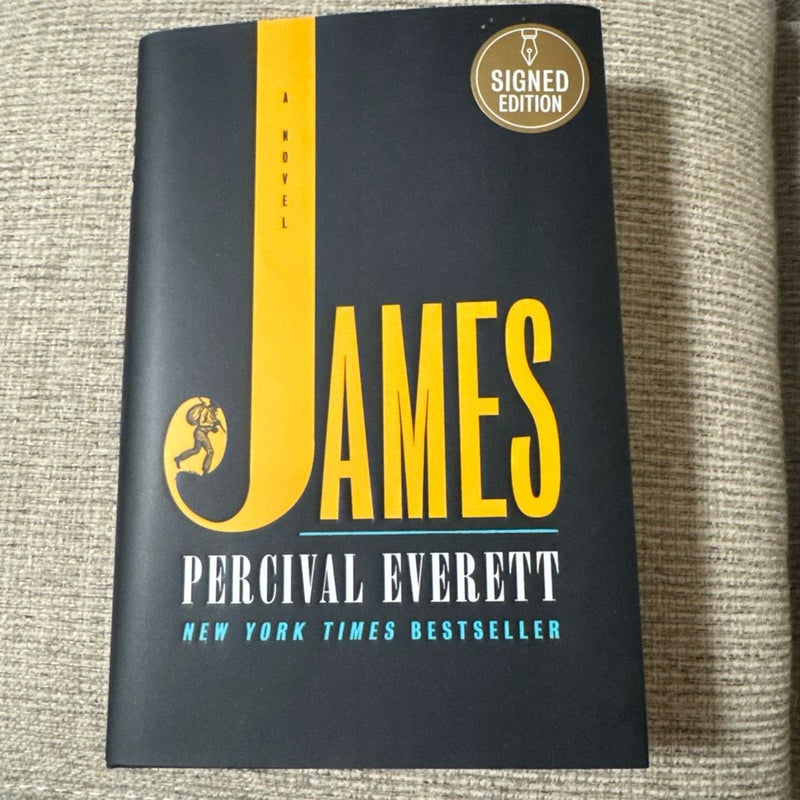 SIGNED
EDITION
A NOVEL
JAMES
PERCIVAL EVERETT
NEW YORK TIMES BESTSELLER